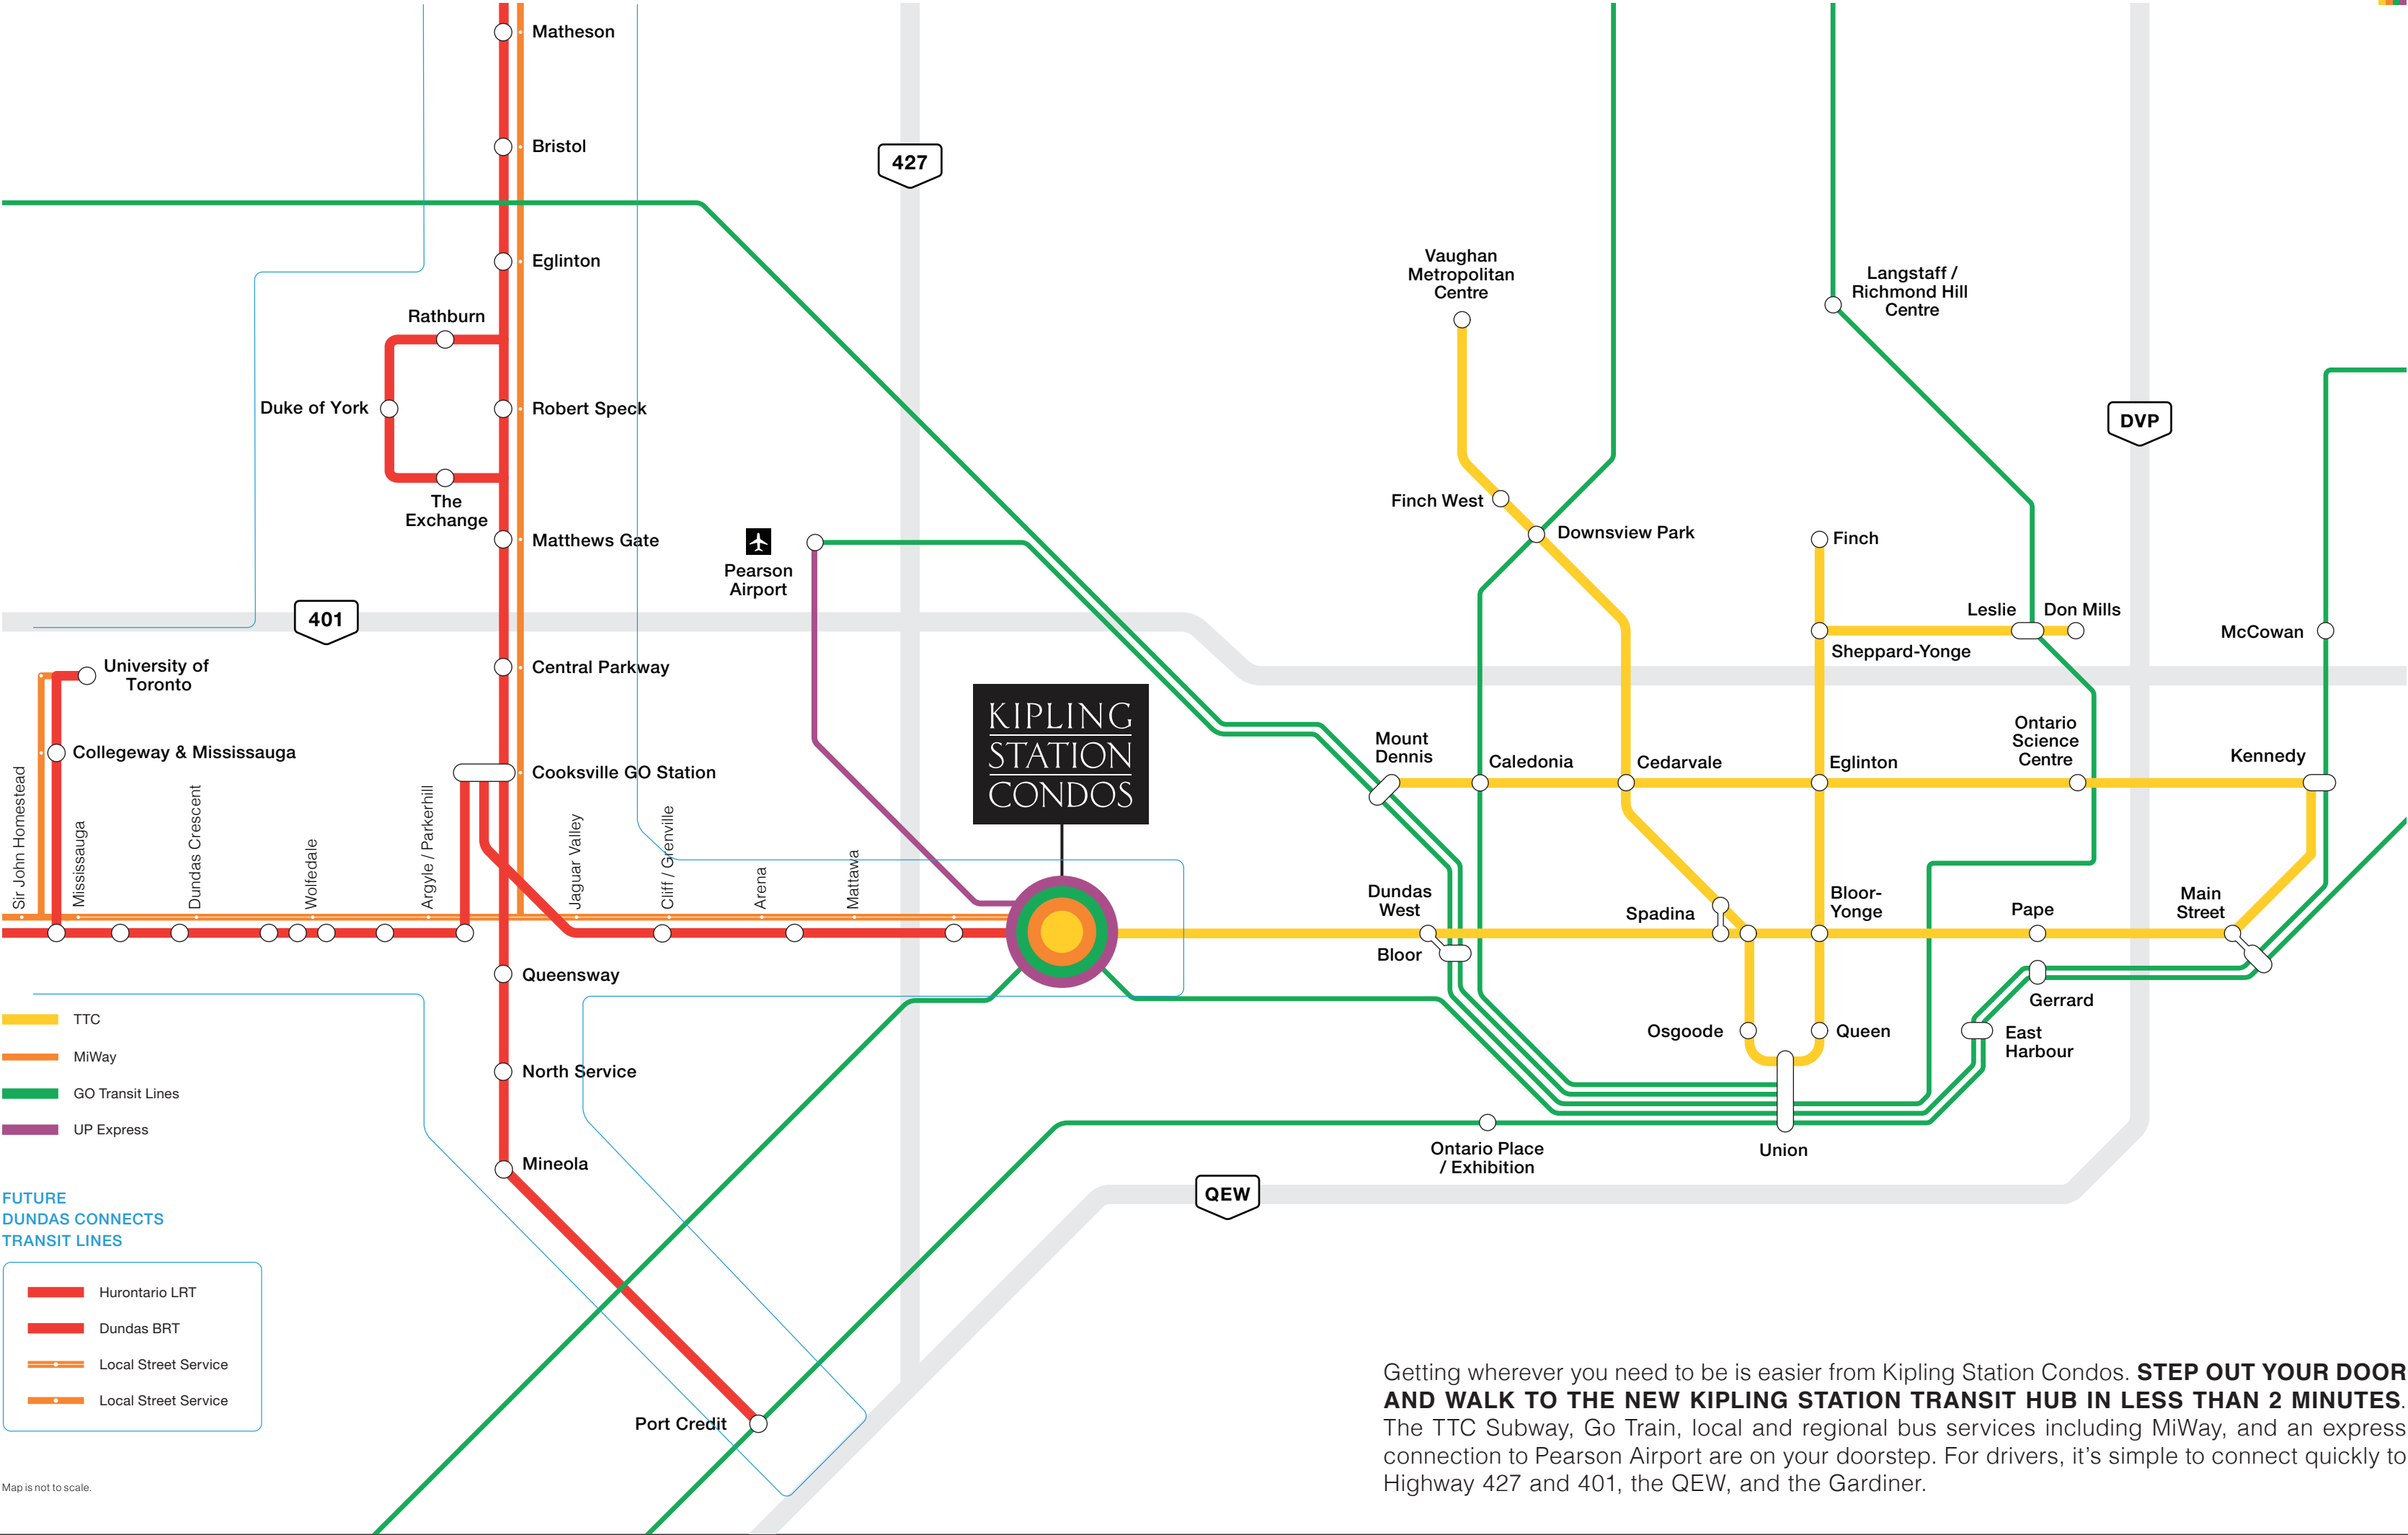 Matheson
Bristol
427
Eglinton
Vaughan
Metropolitan
Centre
Langstaff /
Richmond Hill
Centre
Rathburn
Duke of York
Robert Speck
DVP
The
Exchange
Finch West
Matthews Gate
Downsview Park
Finch
Pearson
Airport
401
Leslie
Don Mills
McCowan
Sheppard-Yonge
University of
Toronto
Central Parkway
KIPLING
STATION
CONDOS
Collegeway & Mississauga
Cooksville GO Station
Mount
Dennis
Caledonia
Cedarvale
Eglinton
Ontario
Science
Centre
Kennedy
Sir John Homestead
Mississauga
Dundas Crescent
Wolfedale
Argyle / Parkerhill
Jaguar Valley
Cliff / Grenville
Arena
Mattawa
Dundas
West
Bloor
Spadina
Bloor-
Yonge
Pape
Main
Street
Queensway
Gerrard
Osgoode
Queen
East
Harbour
TTC
MiWay
GO Transit Lines
UP Express
North Service
Mineola
Ontario Place
/ Exhibition
Union
QEW
FUTURE
DUNDAS CONNECTS
TRANSIT LINES
Hurontario LRT
Dundas BRT
Local Street Service
Local Street Service
Port Credit
Map is not to scale.
Getting wherever you need to be is easier from Kipling Station Condos. STEP OUT YOUR DOOR
AND WALK TO THE NEW KIPLING STATION TRANSIT HUB IN LESS THAN 2 MINUTES.
The TTC Subway, Go Train, local and regional bus services including MiWay, and an express
connection to Pearson Airport are on your doorstep. For drivers, it's simple to connect quickly to
Highway 427 and 401, the QEW, and the Gardiner.